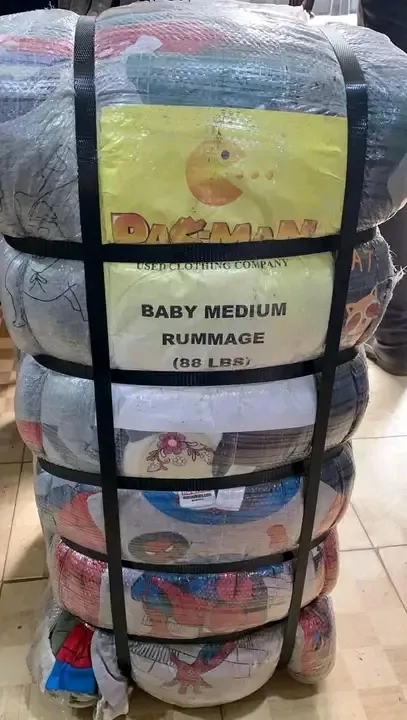 PAC-MAN
USED CLOTHING COMPANY
BABY MEDIUM
RUMMAGE
(88 LBS)